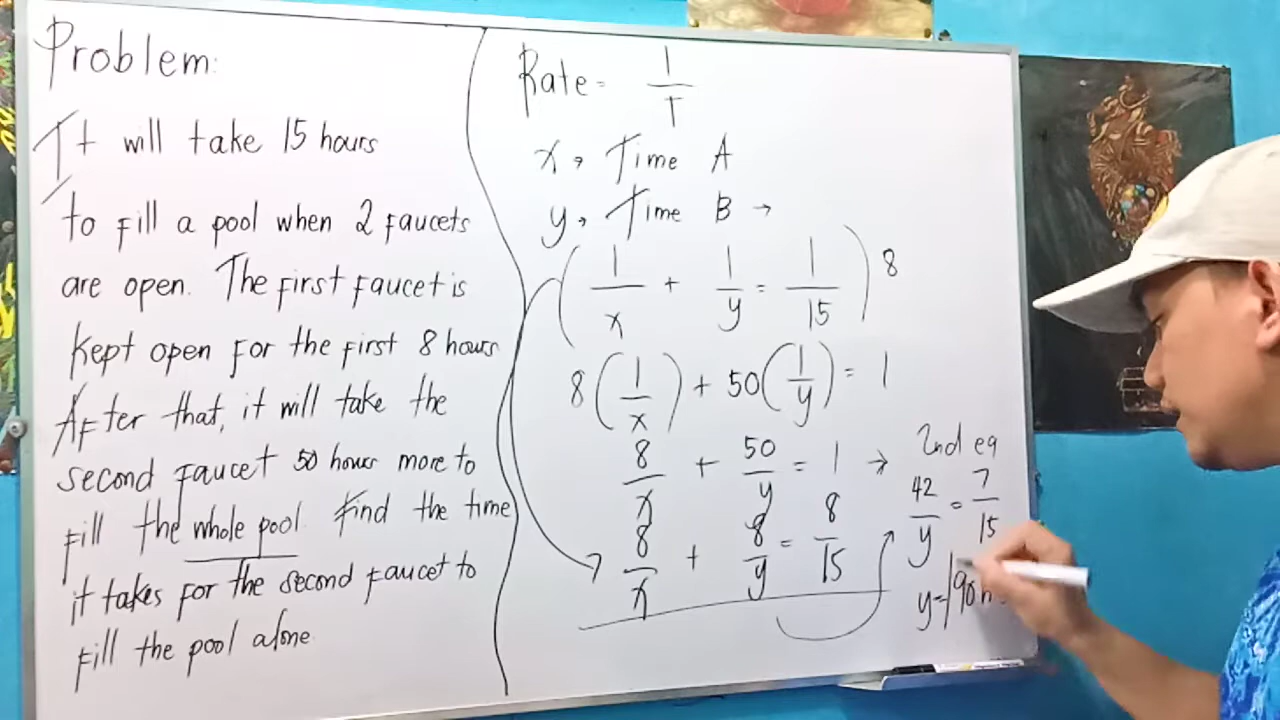 Problem:
It will take 15 hours
to fill a pool when 2 faucets
are open. The first faucet is
kept open for the first 8 hours
After that, it will take the
second faucet 50 hours more to
fill the whole pool. Find the time
it takes for the second faucet to
fill the pool alone.
Rate = 1/T
x, Time A
y, Time B →
(1/x + 1/y = 1/15) 8
8(1/x) + 50(1/y) = 1
8/x + 50/y = 1 → 2nd eq
8/x + 8/y = 8/15
42/y = 7/15
y = 90